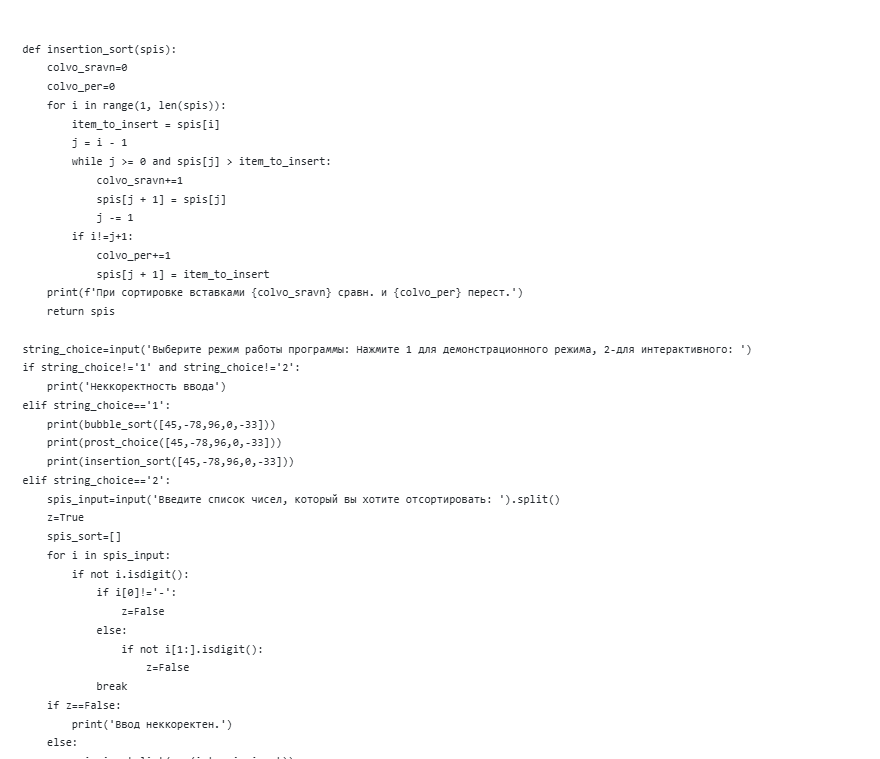 def insertion_sort(spis):
    colvo_sravn=0
    colvo_per=0
    for i in range(1, len(spis)):
        item_to_insert = spis[i]
        j = i - 1
        while j >= 0 and spis[j] > item_to_insert:
            colvo_sravn+=1
            spis[j + 1] = spis[j]
            j -= 1
        if i!=j+1:
            colvo_per+=1
            spis[j + 1] = item_to_insert
    print(f'При сортировке вставками {colvo_sravn} сравн. и {colvo_per} перест.')
    return spis
string_choice=input('Выберите режим работы программы: Нажмите 1 для демонстрационного режима, 2-для интерактивного: ')
if string_choice!='1' and string_choice!='2':
    print('Неккоректность ввода')
elif string_choice=='1':
    print(bubble_sort([45,-78,96,0,-33]))
    print(prost_choice([45,-78,96,0,-33]))
    print(insertion_sort([45,-78,96,0,-33]))
elif string_choice=='2':
    spis_input=input('Введите список чисел, который вы хотите отсортировать: ').split()
    z=True
    spis_sort=[]
    for i in spis_input:
        if not i.isdigit():
            if i[0]!='-':
                z=False
            else:
                if not i[1:].isdigit():
                    z=False
            break
    if z==False:
        print('Ввод неккоректен.')
    else: